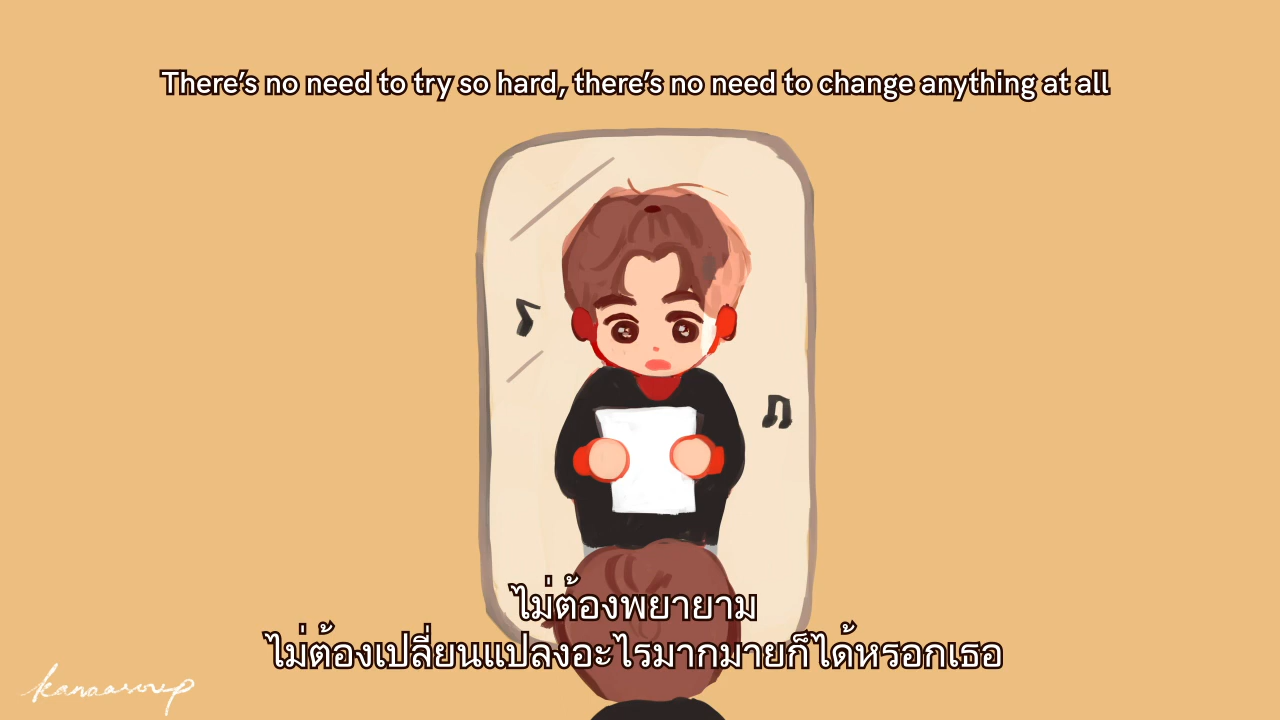 There's no need to try so hard, there's no need to change anything at all
ไม่ต้องพยายาม
ไม่ต้องเปลี่ยนแปลงอะไรมากมายก็ได้หรอกเธอ
kanaasoup